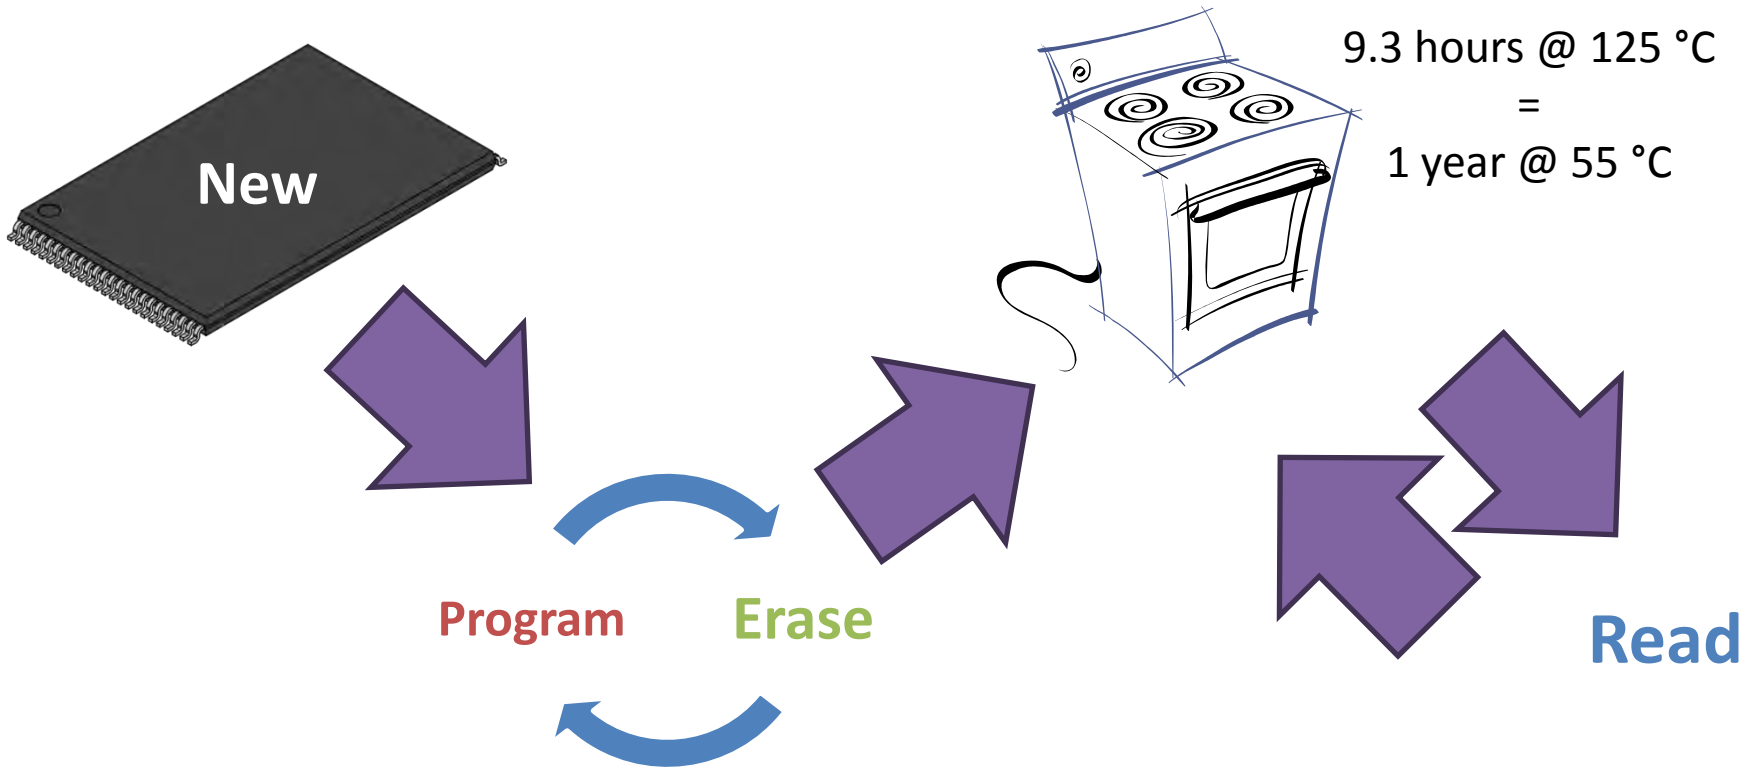 New
9.3 hours @ 125 °C
=
1 year @ 55 °C
Program
Erase
Read